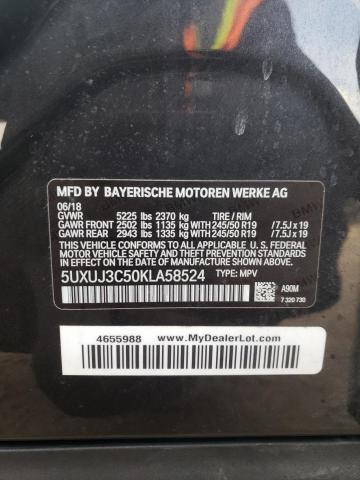 MFD BY BAYERISCHE MOTOREN WERKE AG
06/18
GVWR 5225 lbs 2370 kg TIRE / RIM
GAWR FRONT 2502 lbs 1135 kg WITH 245/50 R19 /7.5J x 19
GAWR REAR 2943 lbs 1335 kg WITH 245/50 R19 /7.5J x 19
THIS VEHICLE CONFORMS TO ALL APPLICABLE
FEDERAL MOTOR VEHICLE SAFETY STANDARDS
IN EFFECT ON THE DATE OF MANUFACTURE SHOWN ABOVE.
5UXUJ3C50KLA58524 TYPE: MPV
A90M
7 320 730
4655988 www.MyDealerLot.com